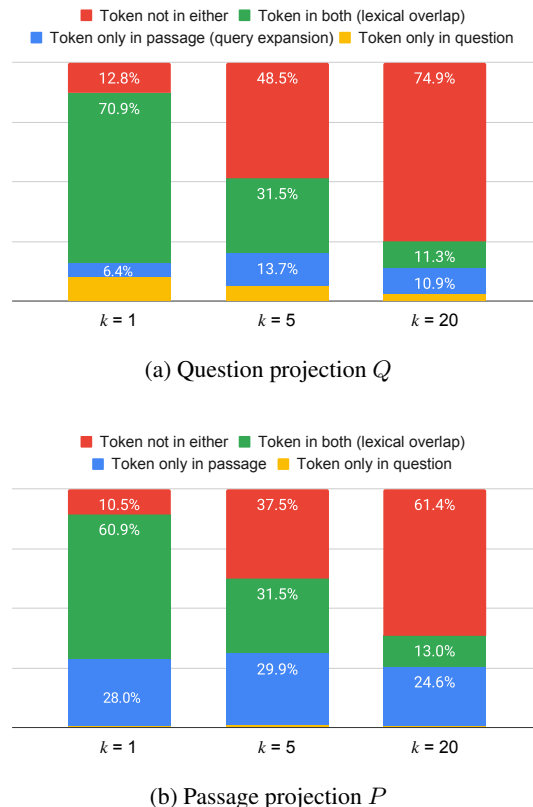 Token not in either Token in both (lexical overlap)
Token only in passage (query expansion) Token only in question
12.8% 48.5% 74.9%
70.9%
31.5%
11.3%
6.4% 13.7% 10.9%
k = 1 k = 5 k = 20
(a) Question projection Q
Token not in either Token in both (lexical overlap)
Token only in passage Token only in question
10.5% 37.5% 61.4%
60.9%
31.5%
13.0%
28.0% 29.9% 24.6%
k = 1 k = 5 k = 20
(b) Passage projection P